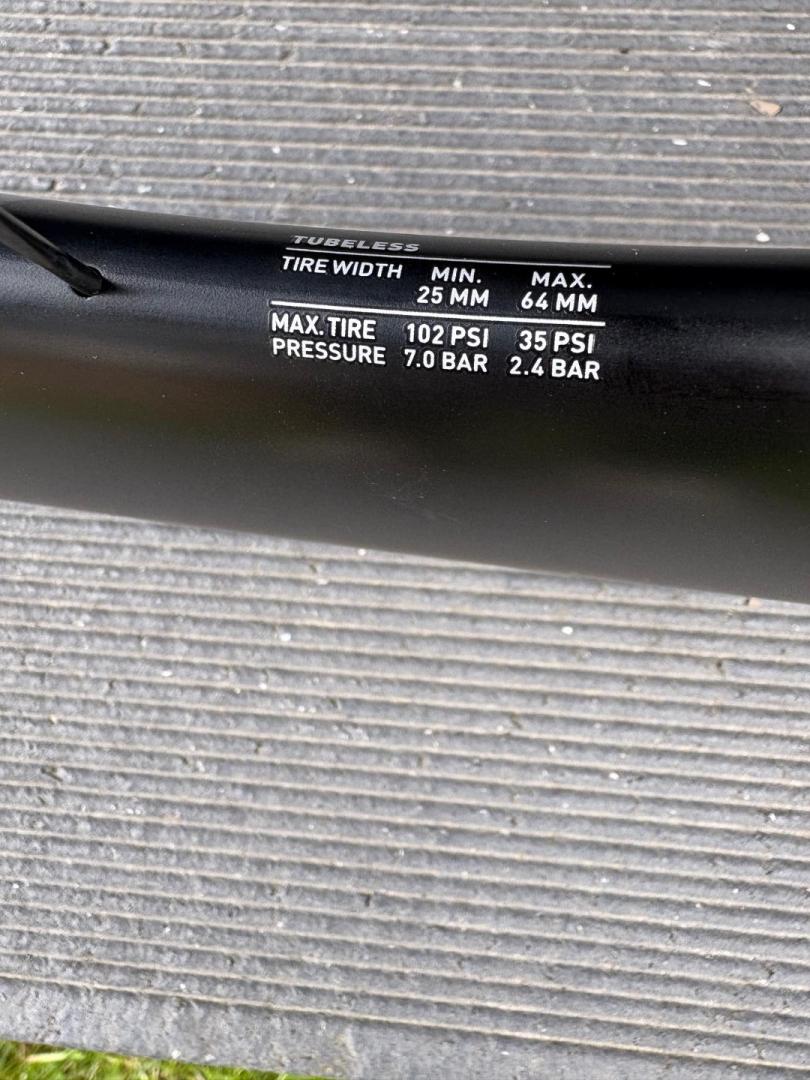 TUBELESS
TIRE WIDTH MIN. MAX.
25 MM 64 MM
MAX. TIRE 102 PSI 35 PSI
PRESSURE 7.0 BAR 2.4 BAR